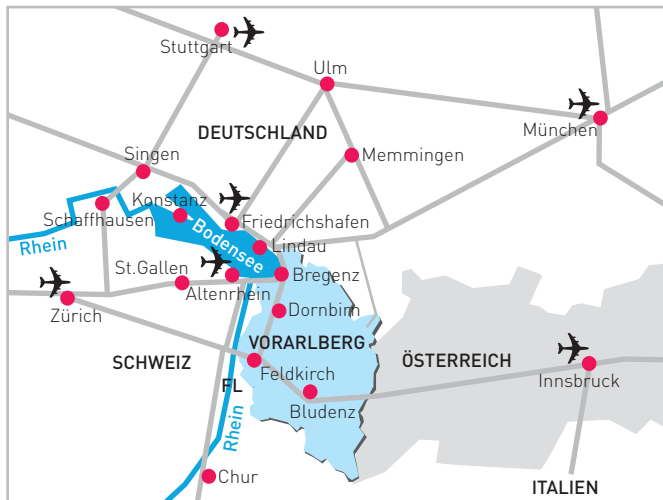 Stuttgart
Ulm
München
DEUTSCHLAND
Memmingen
Singen
Konstanz
Schaffhausen
Friedrichshafen
Rhein
Bodensee
Lindau
St.Gallen
Bregenz
Altenrhein
Zürich
Dornbirn
VORARLBERG
SCHWEIZ
ÖSTERREICH
Feldkirch
FL
Innsbruck
Bludenz
Rhein
Chur
ITALIEN